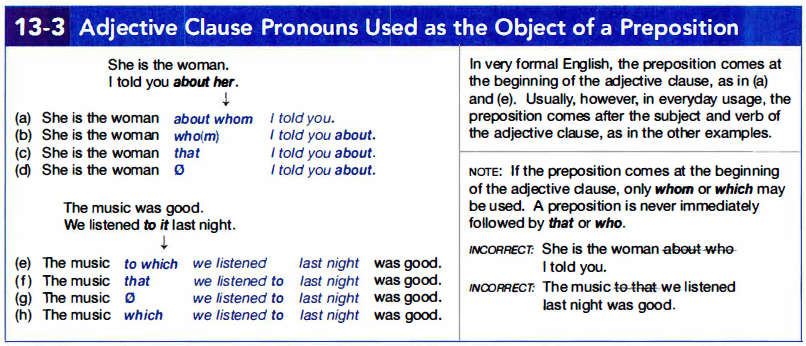 13-3 Adjective Clause Pronouns Used as the Object of a Preposition
She is the woman.
I told you about her.
↓
(a) She is the woman about whom I told you.
(b) She is the woman who(m) I told you about.
(c) She is the woman that I told you about.
(d) She is the woman Ø I told you about.
The music was good.
We listened to it last night.
↓
(e) The music to which we listened last night was good.
(f) The music that we listened to last night was good.
(g) The music Ø we listened to last night was good.
(h) The music which we listened to last night was good.
In very formal English, the preposition comes at
the beginning of the adjective clause, as in (a)
and (e). Usually, however, in everyday usage, the
preposition comes after the subject and verb of
the adjective clause, as in the other examples.
NOTE: If the preposition comes at the beginning
of the adjective clause, only whom or which may
be used. A preposition is never immediately
followed by that or who.
INCORRECT: She is the woman about who
I told you.
INCORRECT: The music to that we listened
last night was good.